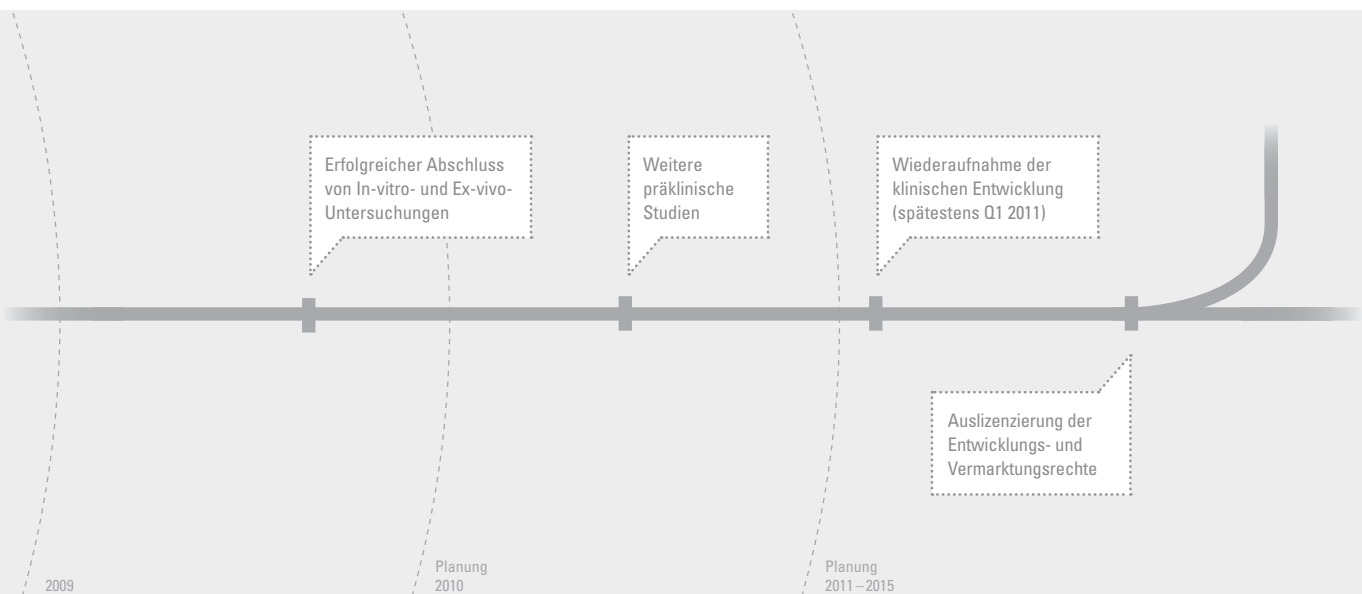 Erfolgreicher Abschluss
von In-vitro- und Ex-vivo-
Untersuchungen
Weitere
präklinische
Studien
Wiederaufnahme der
klinischen Entwicklung
(spätestens Q1 2011)
Auslizenzierung der
Entwicklungs- und
Vermarktungsrechte
2009
Planung
2010
Planung
2011 – 2015